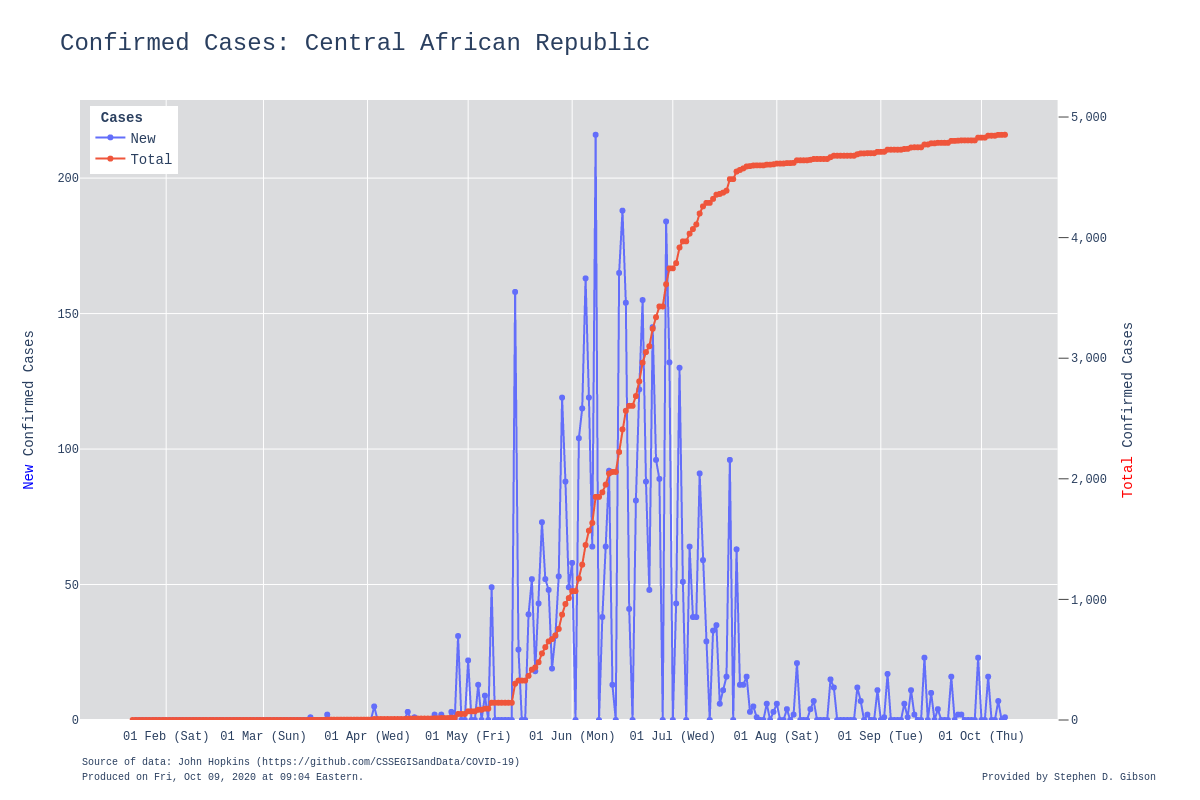 Confirmed Cases: Central African Republic
Cases
New
Total
200
150
100
50
0
5,000
4,000
3,000
2,000
1,000
0
New Confirmed Cases
Total Confirmed Cases
01 Feb (Sat) 01 Mar (Sun) 01 Apr (Wed) 01 May (Fri) 01 Jun (Mon) 01 Jul (Wed) 01 Aug (Sat) 01 Sep (Tue) 01 Oct (Thu)
Source of data: John Hopkins (https://github.com/CSSEGISandData/COVID-19)
Produced on Fri, Oct 09, 2020 at 09:04 Eastern.
Provided by Stephen D. Gibson